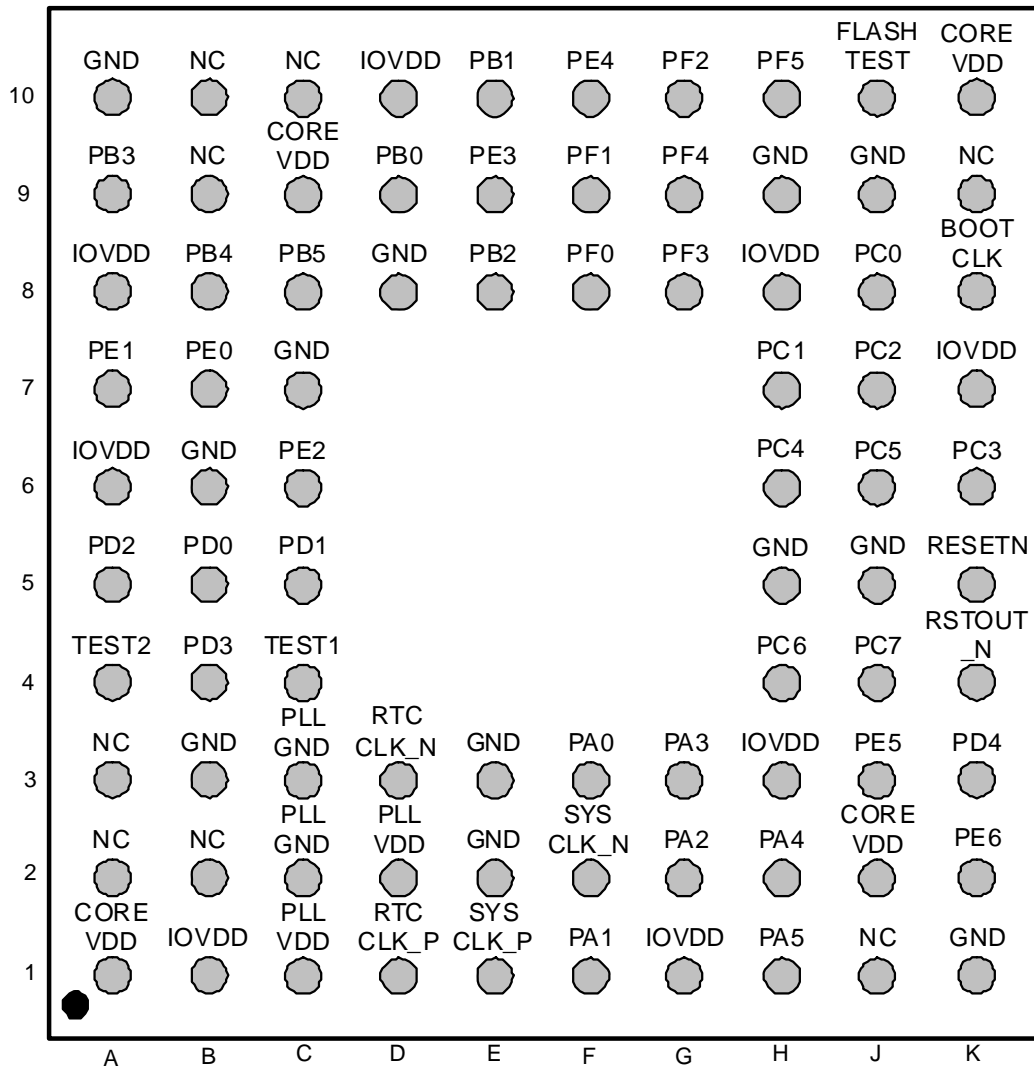 GND NC NC IOVDD PB1 PE4 PF2 PF5 FLASH TEST CORE VDD
10
PB3 NC CORE VDD PB0 PE3 PF1 PF4 GND GND NC
9
IOVDD PB4 PB5 GND PB2 PF0 PF3 IOVDD PC0 BOOT CLK
8
PE1 PE0 GND PC1 PC2 IOVDD
7
IOVDD GND PE2 PC4 PC5 PC3
6
PD2 PD0 PD1 GND GND RESETN
5
TEST2 PD3 TEST1 PC6 PC7 RSTOUT _N
4
NC GND PLL GND RTC CLK_N GND PA0 PA3 IOVDD PE5 PD4
3
NC NC PLL GND PLL VDD GND SYS CLK_N PA2 PA4 CORE VDD PE6
2
CORE VDD IOVDD PLL VDD RTC CLK_P SYS CLK_P PA1 IOVDD PA5 NC GND
1
A B C D E F G H J K